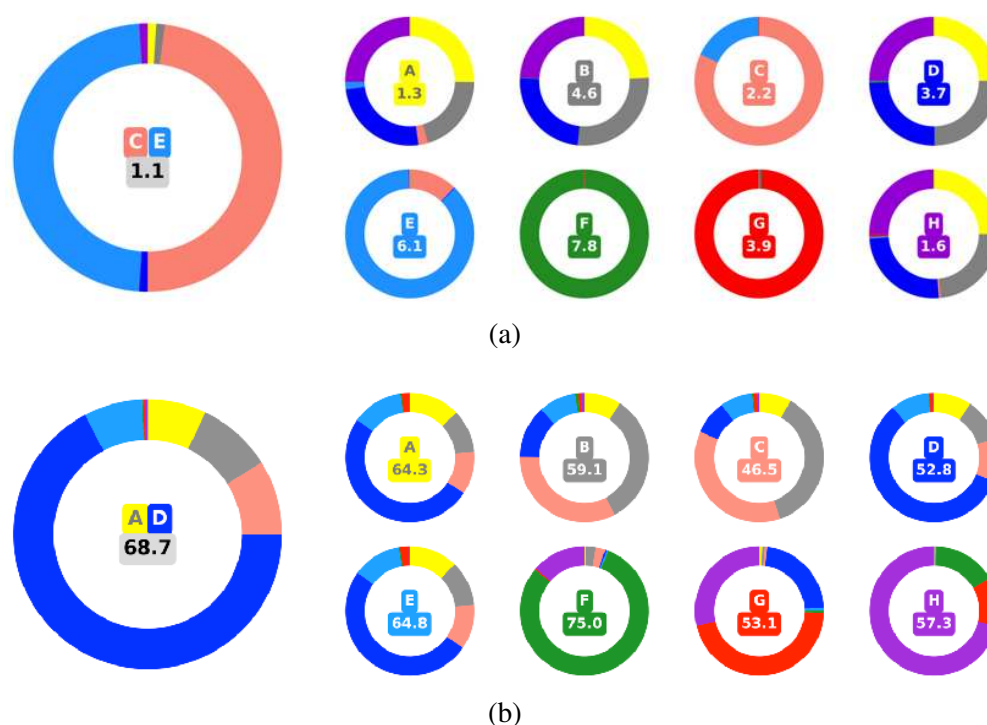 A
1.3
B
4.6
C
2.2
D
3.7
C E
1.1
E
6.1
F
7.8
G
3.9
H
1.6
(a)
A
64.3
B
59.1
C
46.5
D
52.8
A D
68.7
E
64.8
F
75.0
G
53.1
H
57.3
(b)